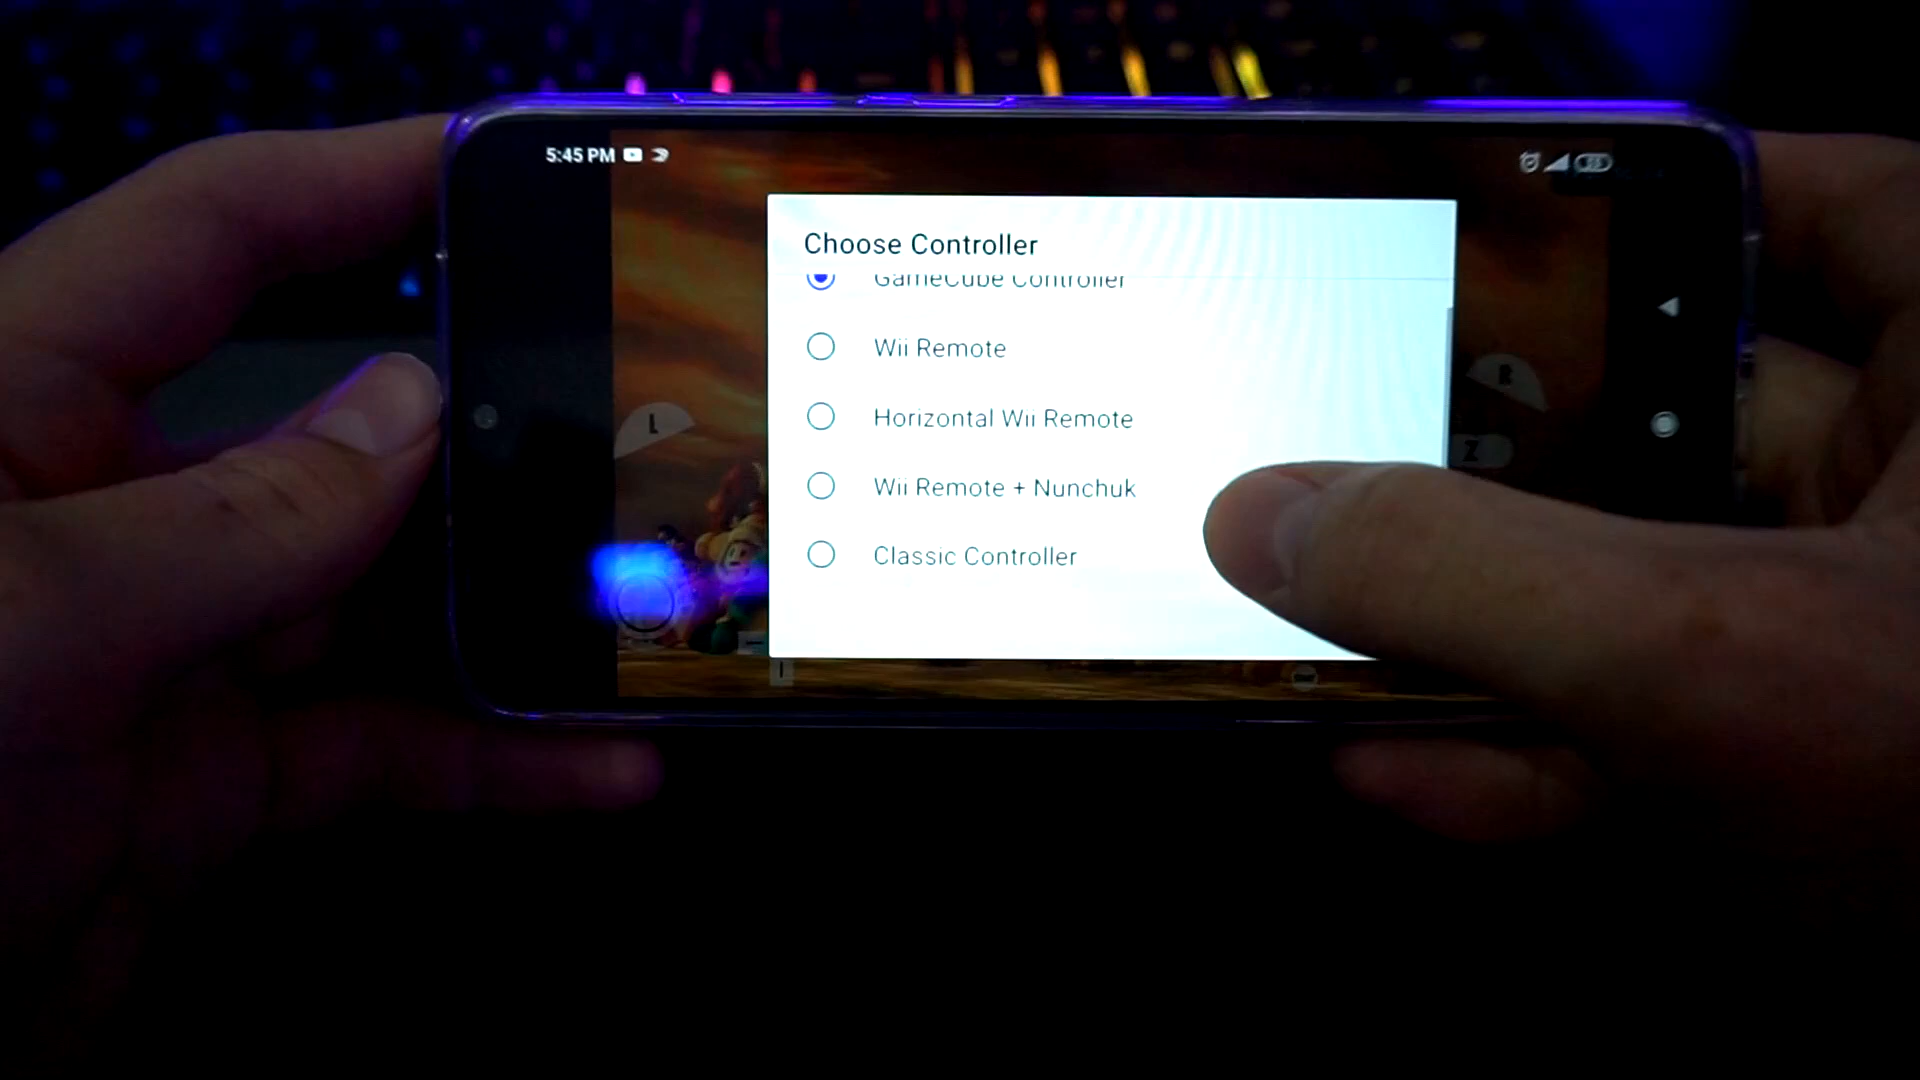 5:45 PM
Choose Controller
GameCube Controller
Wii Remote
R
Horizontal Wii Remote
L
Z
Wii Remote + Nunchuk
Classic Controller